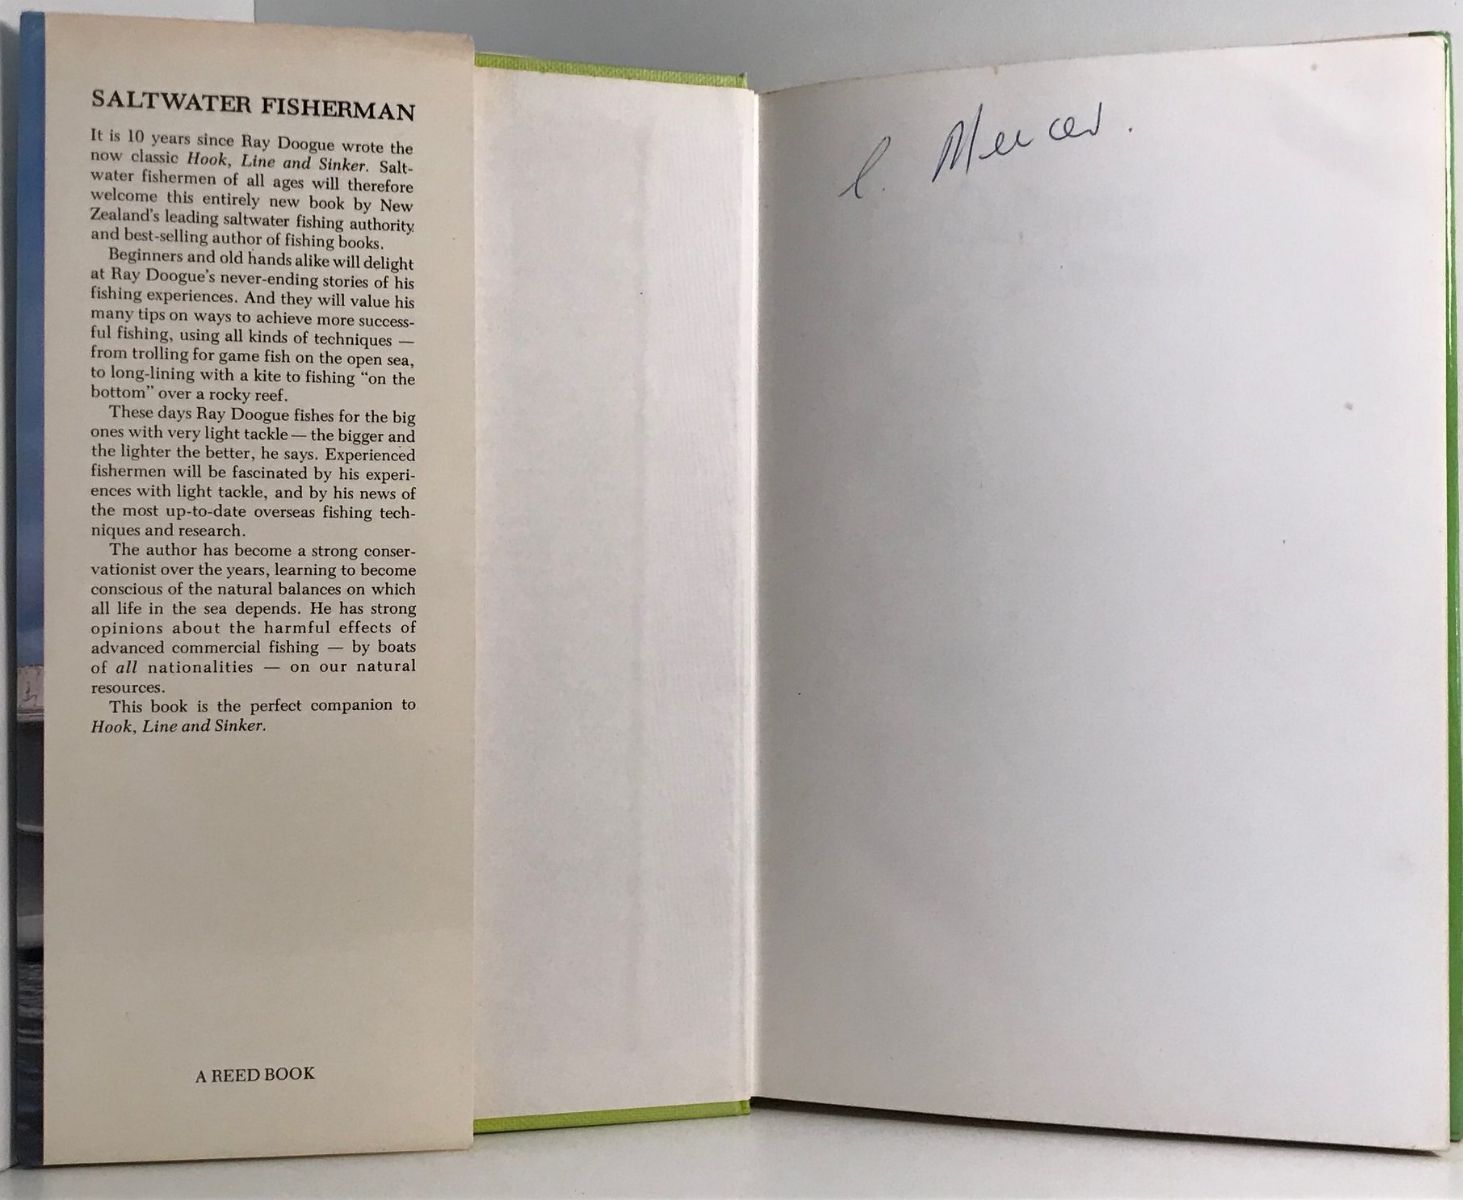 SALTWATER FISHERMAN
It is 10 years since Ray Doogue wrote the
now classic Hook, Line and Sinker. Salt-
water fishermen of all ages will therefore
welcome this entirely new book by New
Zealand's leading saltwater fishing authority
and best-selling author of fishing books.
Beginners and old hands alike will delight
at Ray Doogue's never-ending stories of his
fishing experiences. And they will value his
many tips on ways to achieve more success-
ful fishing, using all kinds of techniques —
from trolling for game fish on the open sea,
to long-lining with a kite to fishing “on the
bottom” over a rocky reef.
These days Ray Doogue fishes for the big
ones with very light tackle — the bigger and
the lighter the better, he says. Experienced
fishermen will be fascinated by his experi-
ences with light tackle, and by his news of
the most up-to-date overseas fishing tech-
niques and research.
The author has become a strong conser-
vationist over the years, learning to become
conscious of the natural balances on which
all life in the sea depends. He has strong
opinions about the harmful effects of
advanced commercial fishing — by boats
of all nationalities — on our natural
resources.
This book is the perfect companion to
Hook, Line and Sinker.
A REED BOOK